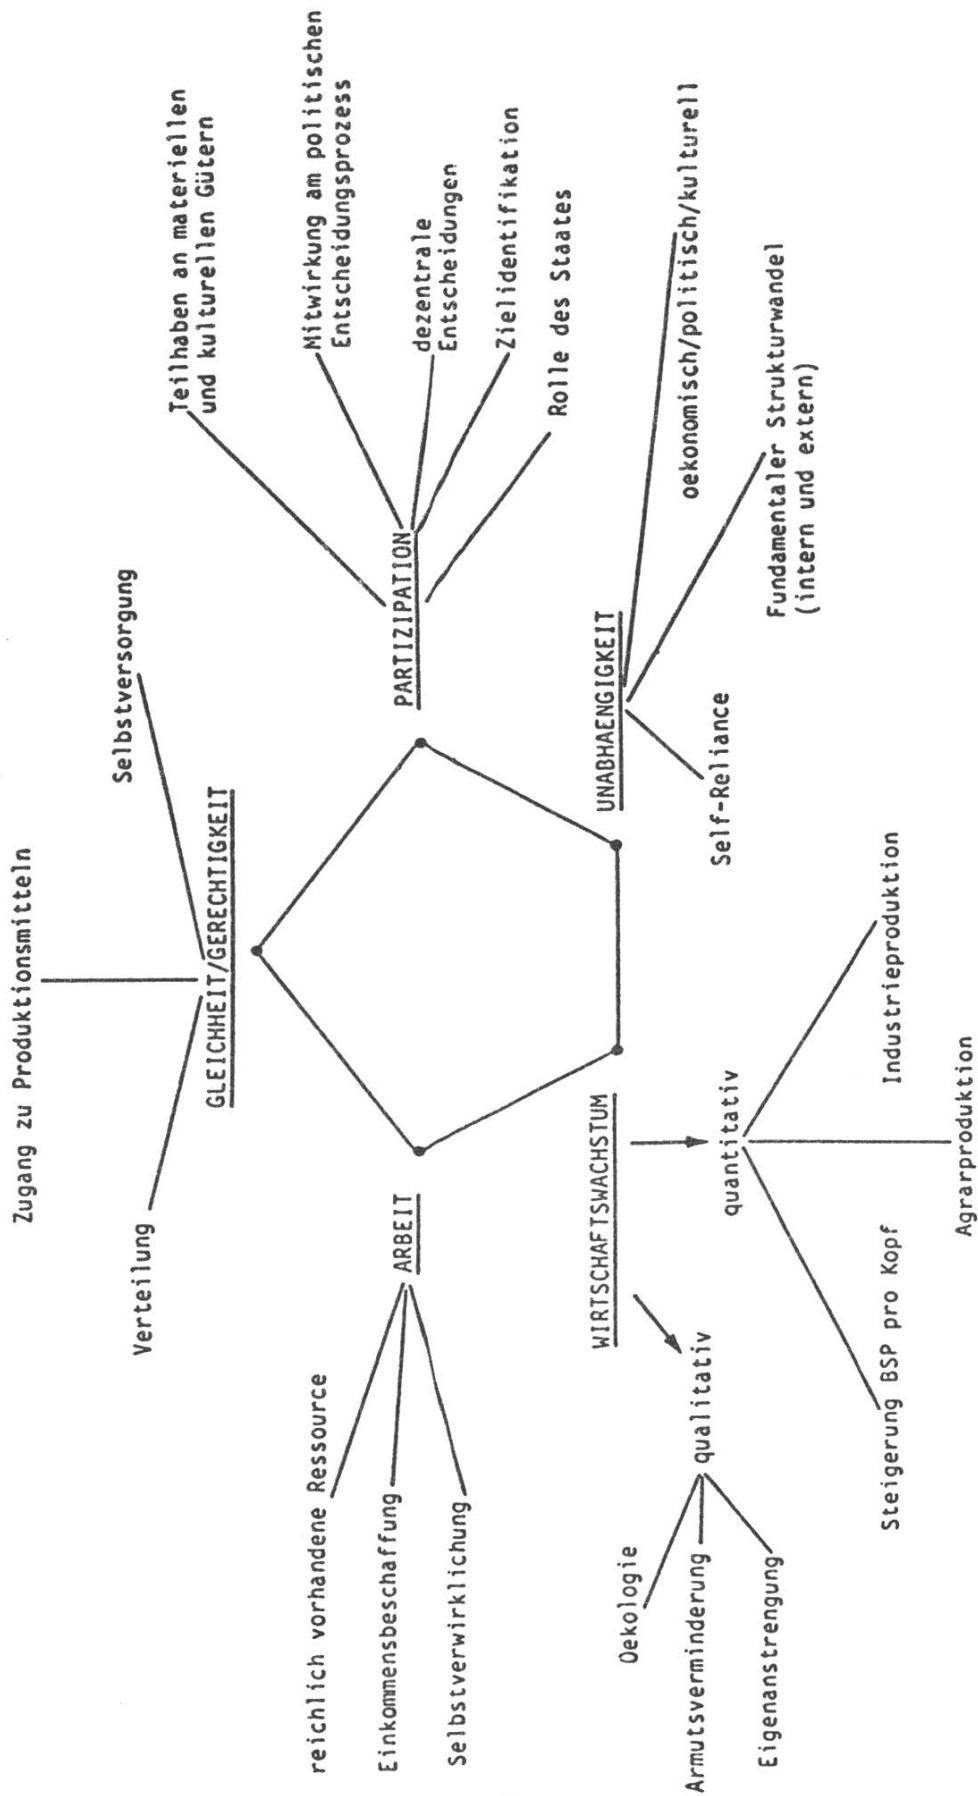 Zugang zu Produktionsmitteln
Verteilung
Selbstversorgung
GLEICHHEIT/GERECHTIGKEIT
Teilhaben an materiellen
und kulturellen Gütern
Mitwirkung am politischen
Entscheidungsprozess
dezentrale
Entscheidungen
Zielidentifikation
Rolle des Staates
PARTIZIPATION
reichlich vorhandene Ressource
Einkommensbeschaffung
Selbstverwirklichung
ARBEIT
WIRTSCHAFTSWACHSTUM
UNABHAENGIGKEIT
oekonomisch/politisch/kulturell
Fundamentaler Strukturwandel
(intern und extern)
Self-Reliance
qualitativ
quantitativ
Oekologie
Armutsverminderung
Eigenanstrengung
Steigerung BSP pro Kopf
Industrieproduktion
Agrarproduktion